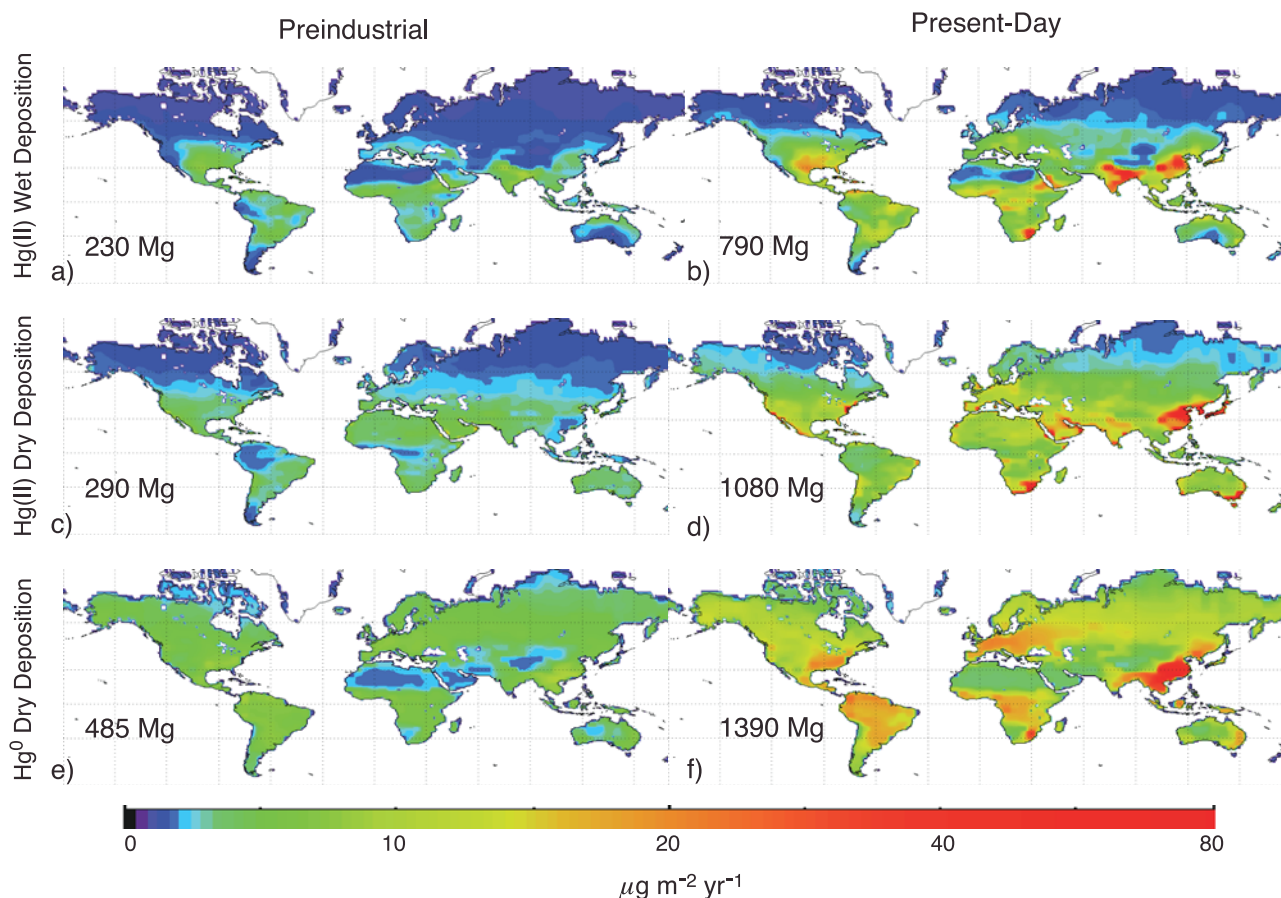 Preindustrial
Present-Day
Hg(II) Wet Deposition
230 Mg
a)
790 Mg
b)
Hg(II) Dry Deposition
290 Mg
c)
1080 Mg
d)
Hg⁰ Dry Deposition
485 Mg
e)
1390 Mg
f)
0 10 20 40 80
μg m⁻² yr⁻¹